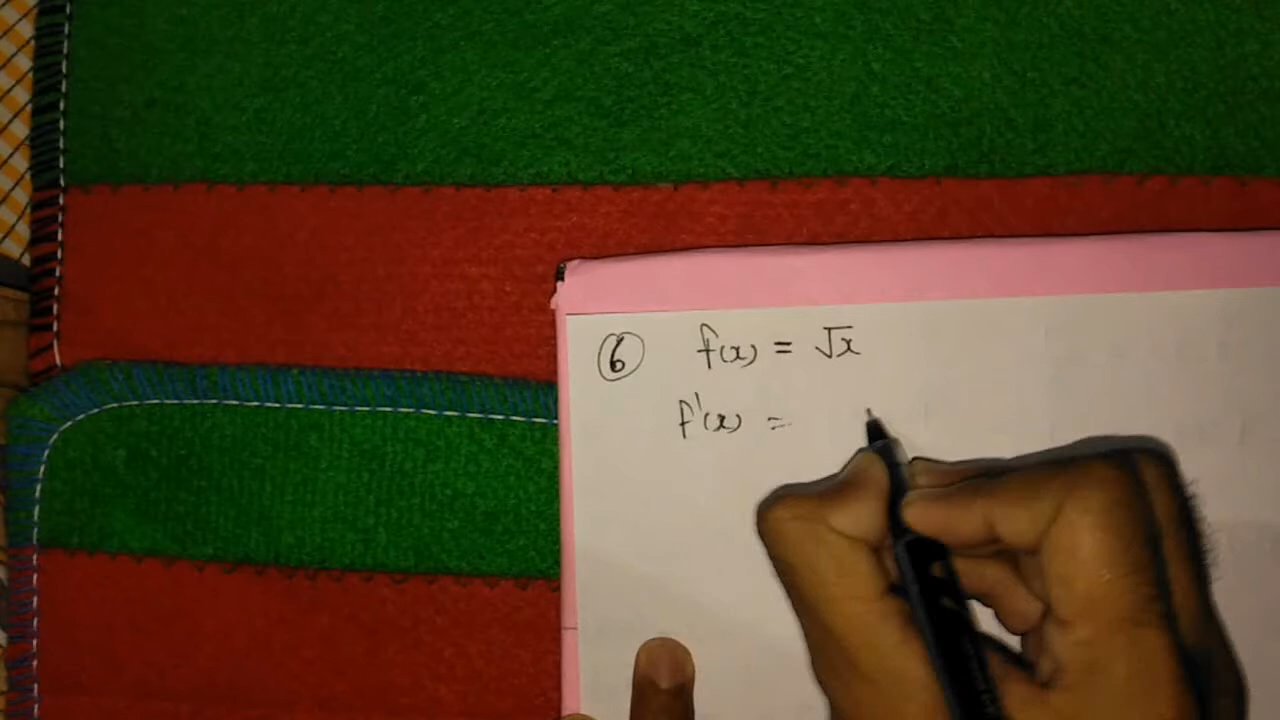 ⑥ f(x) = √x
f'(x) =